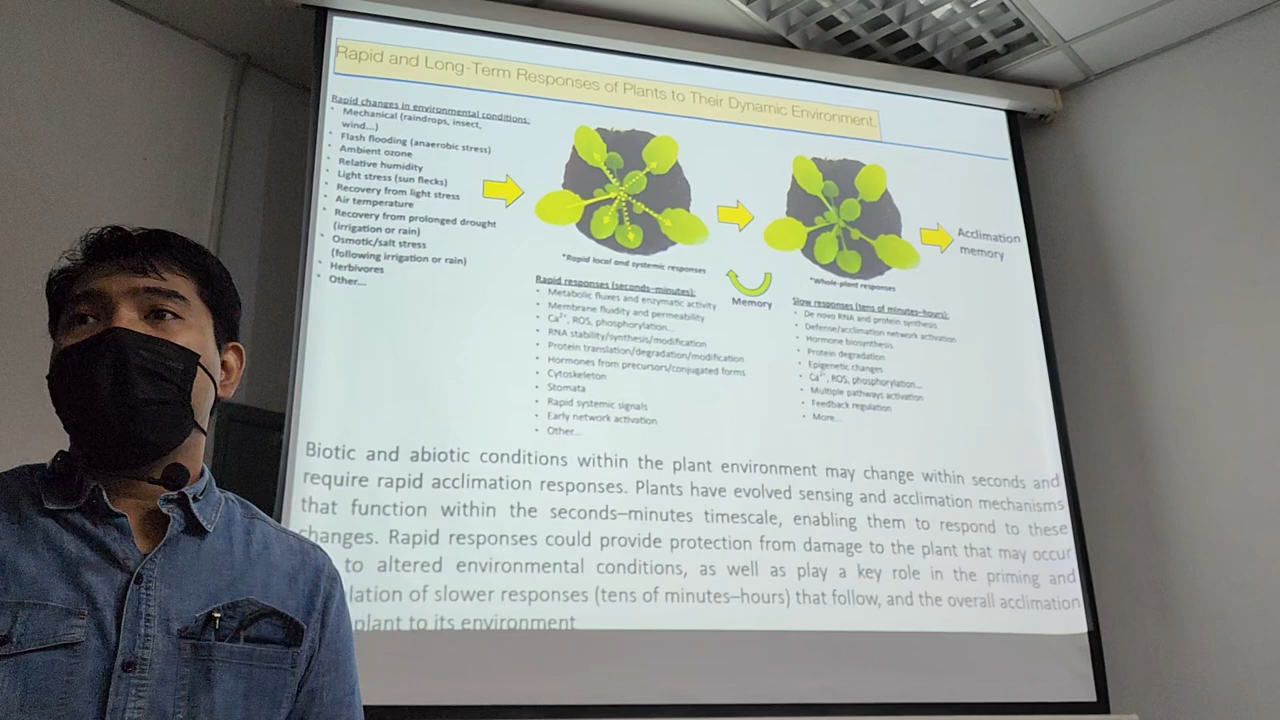 Rapid and Long-Term Responses of Plants to Their Dynamic Environment.
Rapid changes in environmental conditions:
• Mechanical (raindrops, insect,
wind...)
• Flash flooding (anaerobic stress)
• Ambient ozone
• Relative humidity
• Light stress (sun flecks)
• Recovery from light stress
• Air temperature
• Recovery from prolonged drought
(irrigation or rain)
• Osmotic/salt stress
(following irrigation or rain)
• Herbivores
• Other...
*Rapid local and systemic responses
Rapid responses (seconds–minutes):
• Metabolic fluxes and enzymatic activity
• Membrane fluidity and permeability
• Ca2+, ROS, phosphorylation...
• RNA stability/synthesis/modification
• Protein translation/degradation/modification
• Hormones from precursors/conjugated forms
• Cytoskeleton
• Stomata
• Rapid systemic signals
• Early network activation
• Other...
Memory
*Whole-plant responses
Slow responses (tens of minutes–hours):
• De novo RNA and protein synthesis
• Defense/acclimation network activation
• Hormone biosynthesis
• Protein degradation
• Epigenetic changes
• Ca2+, ROS, phosphorylation...
• Multiple pathways activation
• Feedback regulation
• More...
Acclimation
memory
Biotic and abiotic conditions within the plant environment may change within seconds and
require rapid acclimation responses. Plants have evolved sensing and acclimation mechanisms
that function within the seconds–minutes timescale, enabling them to respond to these
changes. Rapid responses could provide protection from damage to the plant that may occur
to altered environmental conditions, as well as play a key role in the priming and
lation of slower responses (tens of minutes–hours) that follow, and the overall acclimation
plant to its environment